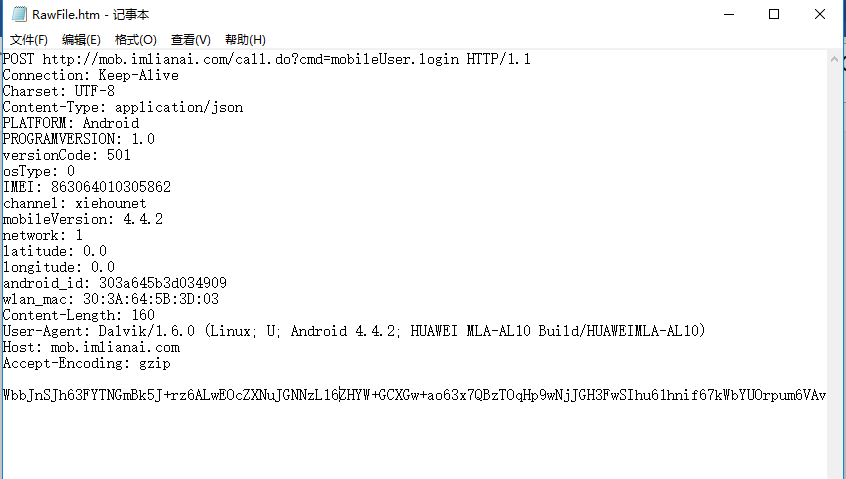 RawFile.htm - 记事本
文件(F) 编辑(E) 格式(O) 查看(V) 帮助(H)
POST http://mob.imlianai.com/call.do?cmd=mobileUser.login HTTP/1.1
Connection: Keep-Alive
Charset: UTF-8
Content-Type: application/json
PLATFORM: Android
PROGRAMVERSION: 1.0
versionCode: 501
osType: 0
IMEI: 863064010305862
channel: xiehounet
mobileVersion: 4.4.2
network: 1
latitude: 0.0
longitude: 0.0
android_id: 303a645b3d034909
wlan_mac: 30:3A:64:5B:3D:03
Content-Length: 160
User-Agent: Dalvik/1.6.0 (Linux; U; Android 4.4.2; HUAWEI MLA-AL10 Build/HUAWEIMLA-AL10)
Host: mob.imlianai.com
Accept-Encoding: gzip
WbbJnSJh63FYTNGmBk5J+rz6ALwEOcZXNuJGNNzL16ZHYW+GCXGw+ao63x7QBzTOqHp9wNjJGH3FwSIhu61hnif67kWbYUOrpum6VAv